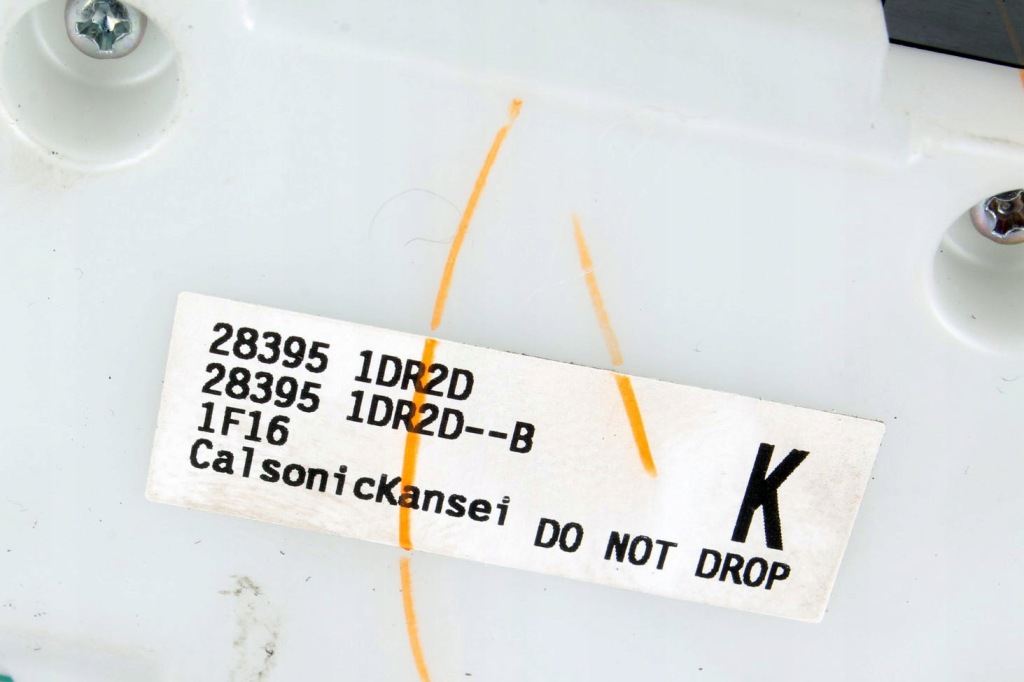 28395 1DR2D
28395 1DR2D--B
1F16
CalsonicKansei
DO NOT DROP
K